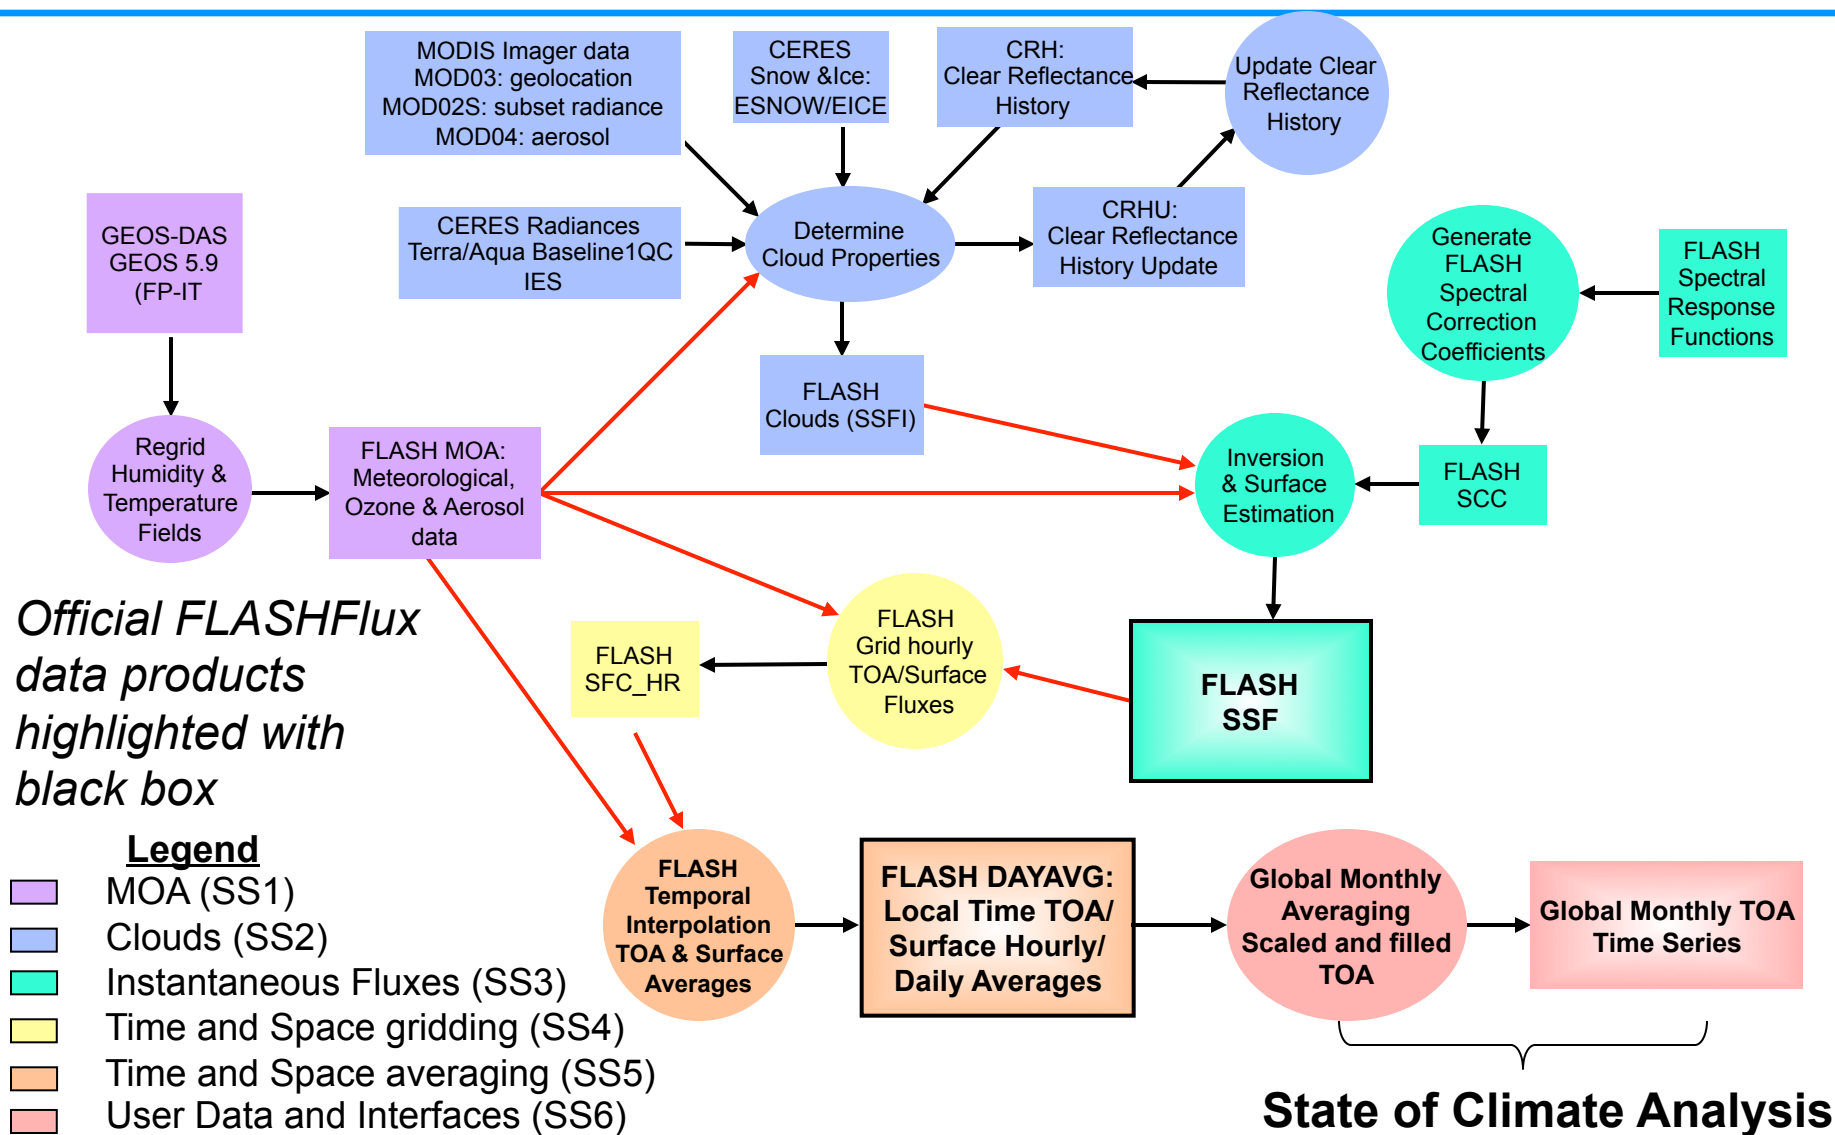 MODIS Imager data
MOD03: geolocation
MOD02S: subset radiance
MOD04: aerosol
CERES
Snow &Ice:
ESNOW/EICE
CRH:
Clear Reflectance
History
Update Clear
Reflectance
History
GEOS-DAS
GEOS 5.9
(FP-IT
CERES Radiances
Terra/Aqua Baseline1QC
IES
Determine
Cloud Properties
CRHU:
Clear Reflectance
History Update
Generate
FLASH
Spectral
Correction
Coefficients
FLASH
Spectral
Response
Functions
FLASH
Clouds (SSFI)
Regrid
Humidity &
Temperature
Fields
FLASH MOA:
Meteorological,
Ozone & Aerosol
data
Inversion
& Surface
Estimation
FLASH
SCC
Official FLASHFlux
data products
highlighted with
black box
FLASH
SFC_HR
FLASH
Grid hourly
TOA/Surface
Fluxes
FLASH
SSF
Legend
MOA (SS1)
Clouds (SS2)
Instantaneous Fluxes (SS3)
Time and Space gridding (SS4)
Time and Space averaging (SS5)
User Data and Interfaces (SS6)
FLASH
Temporal
Interpolation
TOA & Surface
Averages
FLASH DAYAVG:
Local Time TOA/
Surface Hourly/
Daily Averages
Global Monthly
Averaging
Scaled and filled
TOA
Global Monthly TOA
Time Series
State of Climate Analysis